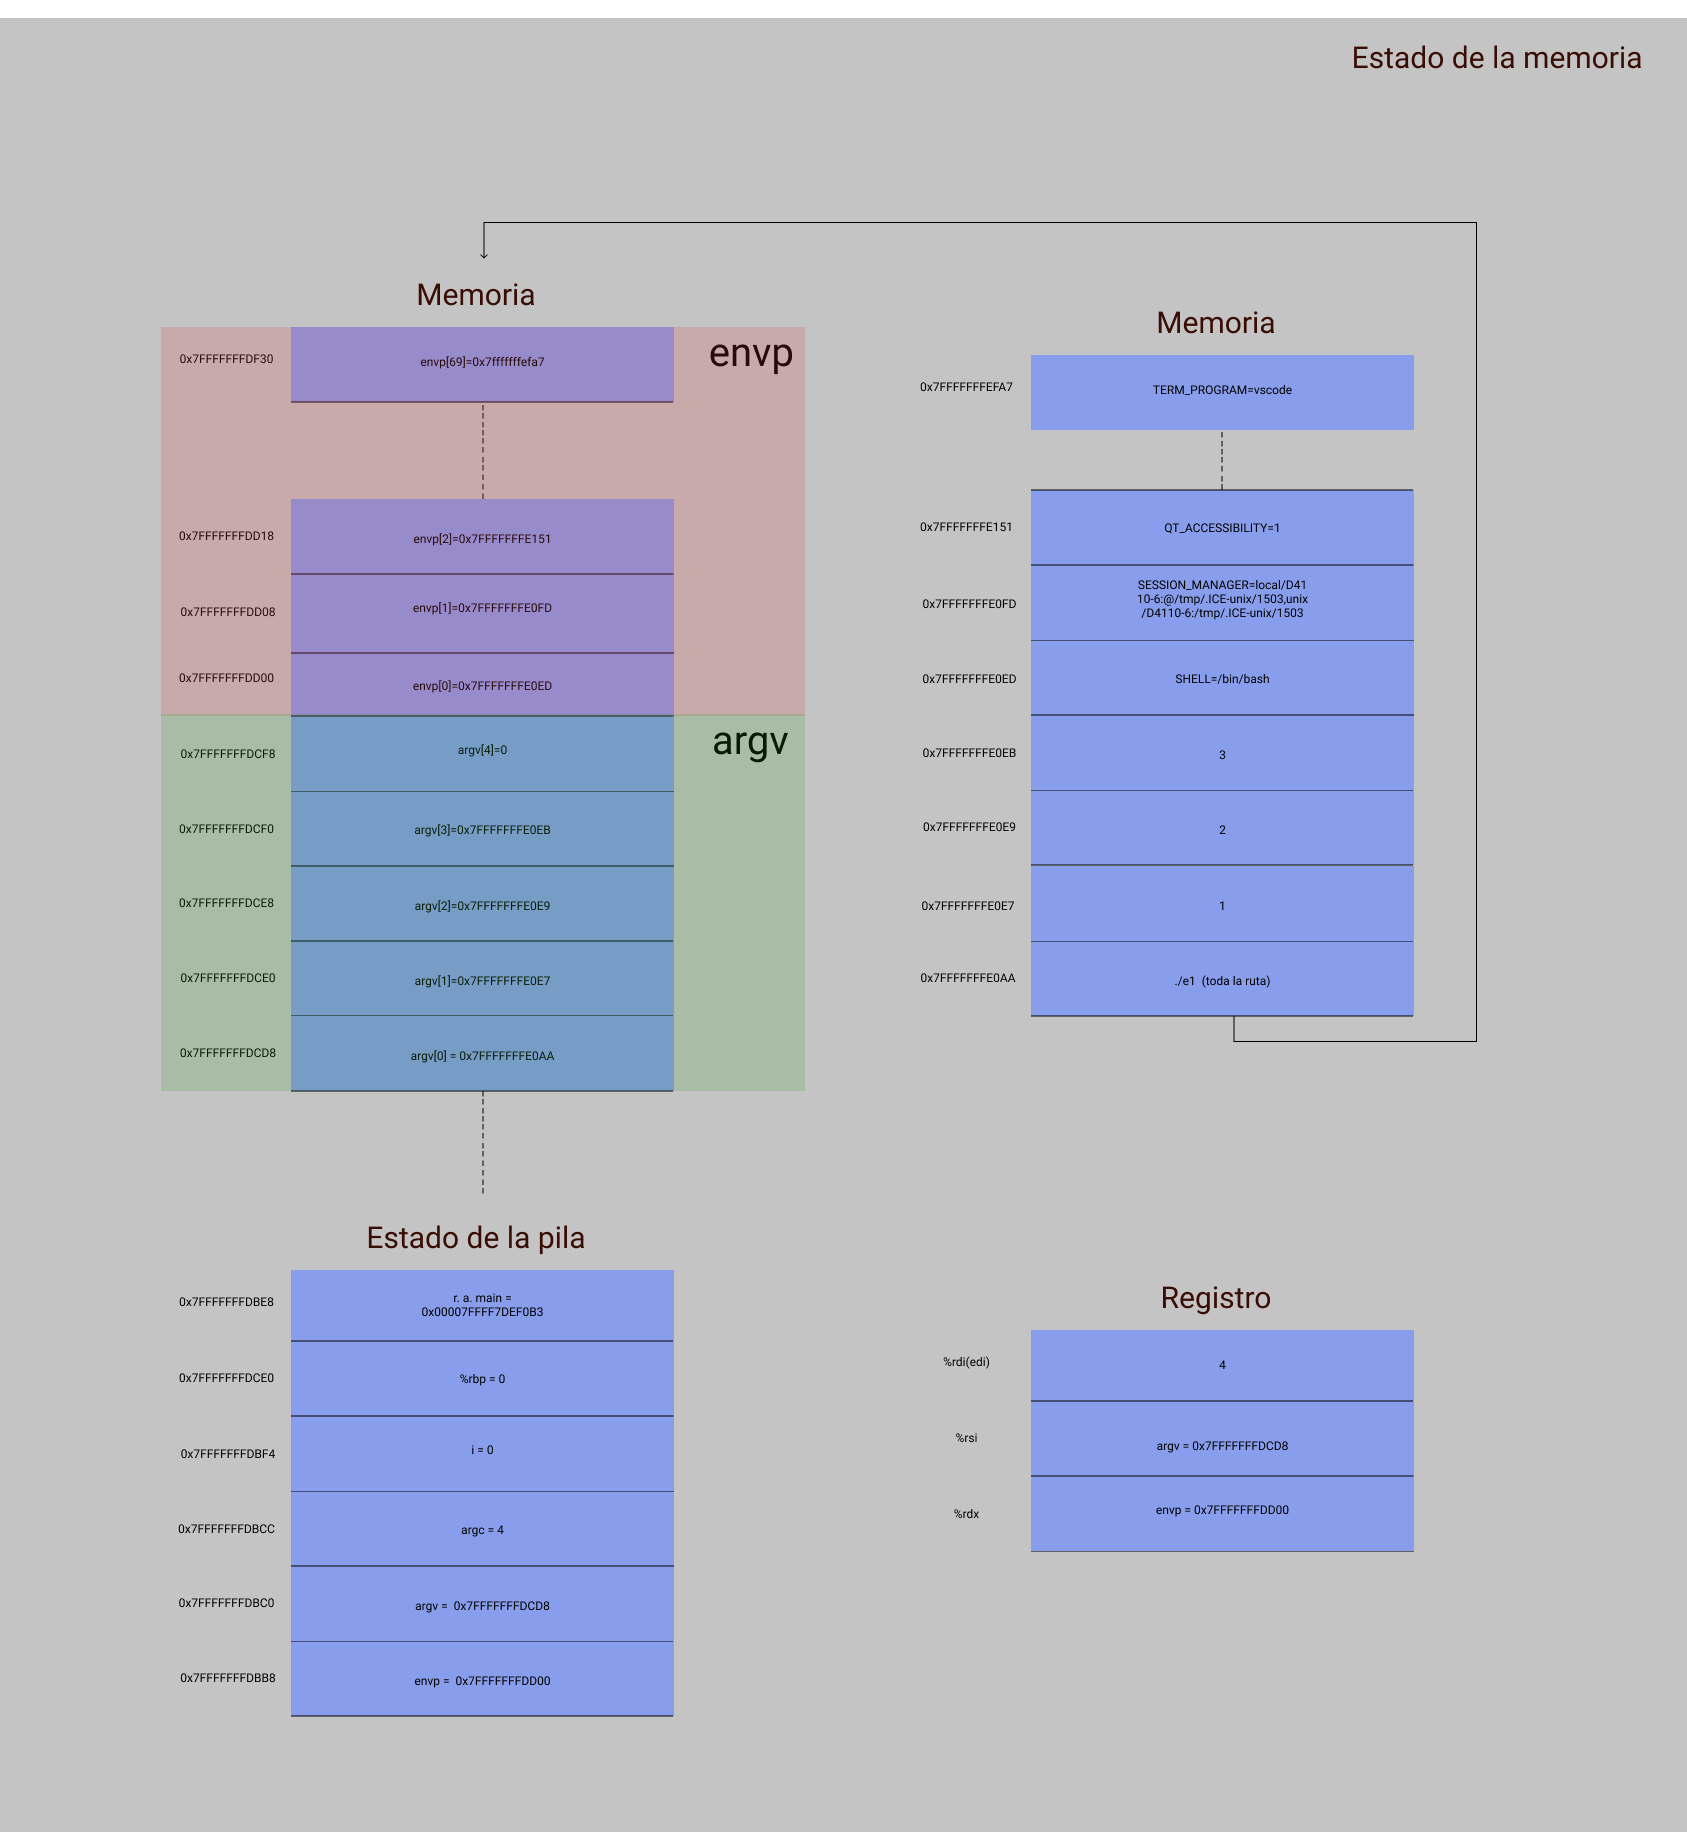 Estado de la memoria
Memoria
envp
0x7FFFFFFFDF30
envp[69]=0x7fffffffefa7
0x7FFFFFFFDD18
envp[2]=0x7FFFFFFFE151
0x7FFFFFFFDD08
envp[1]=0x7FFFFFFFE0FD
0x7FFFFFFFDD00
envp[0]=0x7FFFFFFFE0ED
argv
0x7FFFFFFFDCF8
argv[4]=0
0x7FFFFFFFDCF0
argv[3]=0x7FFFFFFFE0EB
0x7FFFFFFFDCE8
argv[2]=0x7FFFFFFFE0E9
0x7FFFFFFFDCE0
argv[1]=0x7FFFFFFFE0E7
0x7FFFFFFFDCD8
argv[0] = 0x7FFFFFFFE0AA
Memoria
0x7FFFFFFFEFA7
TERM_PROGRAM=vscode
0x7FFFFFFFE151
QT_ACCESSIBILITY=1
0x7FFFFFFFE0FD
SESSION_MANAGER=local/D41
10-6:@/tmp/.ICE-unix/1503,unix
/D4110-6:/tmp/.ICE-unix/1503
0x7FFFFFFFE0ED
SHELL=/bin/bash
0x7FFFFFFFE0EB
3
0x7FFFFFFFE0E9
2
0x7FFFFFFFE0E7
1
0x7FFFFFFFE0AA
./e1 (toda la ruta)
Estado de la pila
0x7FFFFFFFDBE8
r. a. main =
0x00007FFFF7DEF0B3
0x7FFFFFFFDCE0
%rbp = 0
0x7FFFFFFFDBF4
i = 0
0x7FFFFFFFDBCC
argc = 4
0x7FFFFFFFDBC0
argv = 0x7FFFFFFFDCD8
0x7FFFFFFFDBB8
envp = 0x7FFFFFFFDD00
Registro
%rdi(edi)
4
%rsi
argv = 0x7FFFFFFFDCD8
%rdx
envp = 0x7FFFFFFFDD00